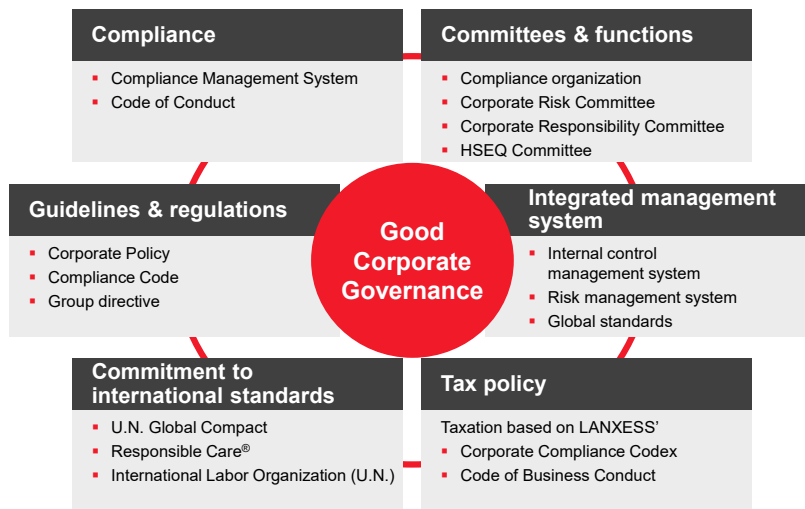 Compliance
Compliance Management System
Code of Conduct
Committees & functions
Compliance organization
Corporate Risk Committee
Corporate Responsibility Committee
HSEQ Committee
Guidelines & regulations
Corporate Policy
Compliance Code
Group directive
Good
Corporate
Governance
Integrated management
system
Internal control
management system
Risk management system
Global standards
Commitment to
international standards
U.N. Global Compact
Responsible Care®
International Labor Organization (U.N.)
Tax policy
Taxation based on LANXESS’
Corporate Compliance Codex
Code of Business Conduct